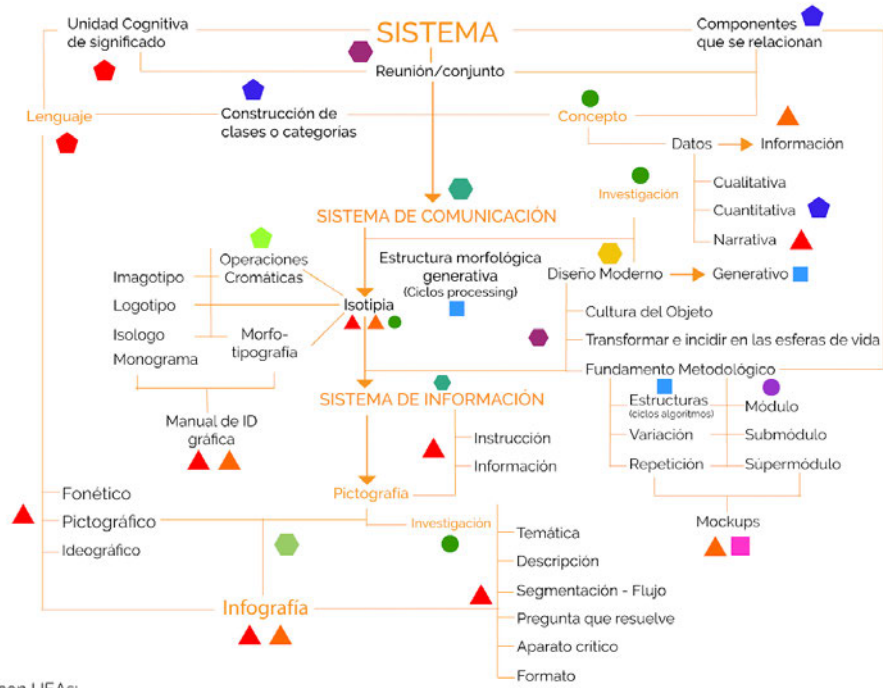 Unidad Cognitiva
de significado
SISTEMA
Componentes
que se relacionan
Reunión/conjunto
Lenguaje
Construcción de
clases o categorías
Concepto
Datos
Información
Cualitativa
Investigación
Cuantitativa
Narrativa
SISTEMA DE COMUNICACIÓN
Operaciones
Cromáticas
Estructura morfológica
generativa
(Ciclos processing)
Diseño Moderno
Generativo
Imagotipo
Logotipo
Isotipia
Isologo
Monograma
Morfo-
tipografía
Cultura del Objeto
Transformar e incidir en las esferas de vida
Fundamento Metodológico
SISTEMA DE INFORMACIÓN
Estructuras
(ciclos algoritmos)
Módulo
Manual de ID
gráfica
Instrucción
Información
Variación
Submódulo
Repetición
Súpermódulo
Pictografía
Fonético
Pictográfico
Ideográfico
Investigación
Mockups
Temática
Descripción
Segmentación - Flujo
Pregunta que resuelve
Aparato crítico
Formato
Infografía